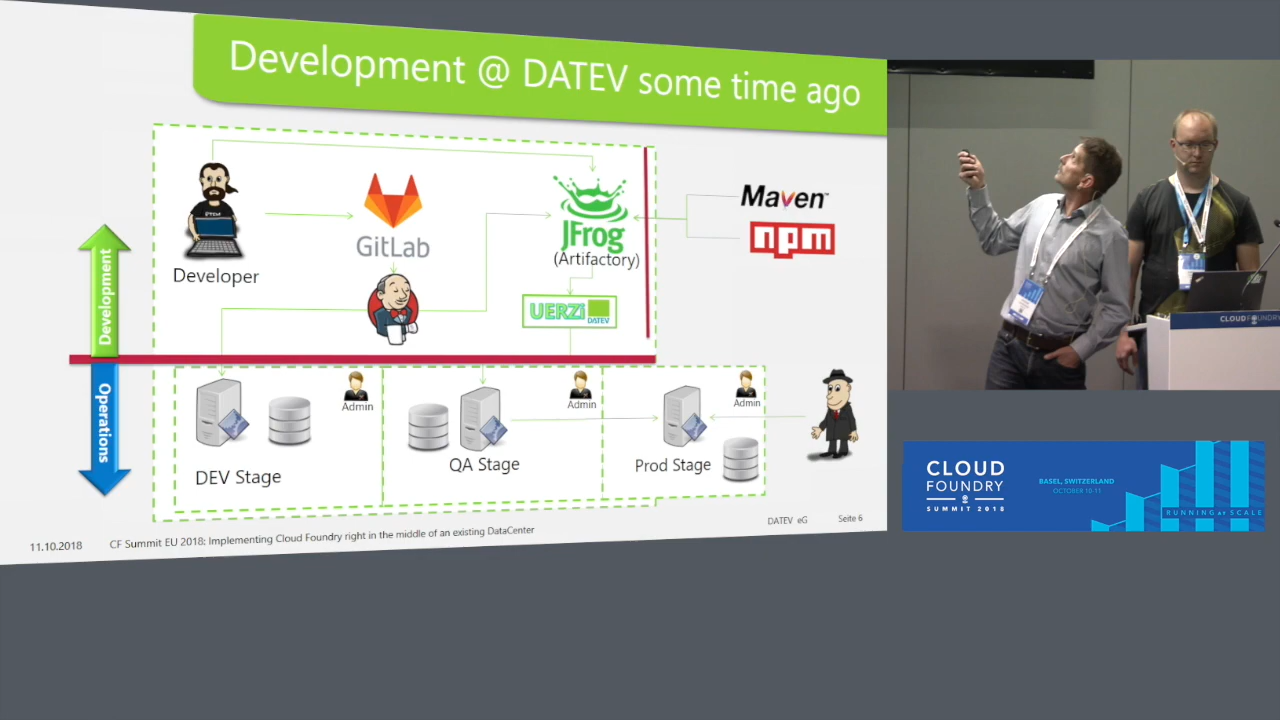 Development @ DATEV some time ago
Developer
GitLab
JFrog
(Artifactory)
Maven™
npm
UERZi
DATEV
Development
Operations
Admin
Admin
Admin
DEV Stage
QA Stage
Prod Stage
11.10.2018
CF Summit EU 2018; Implementing Cloud Foundry right in the middle of an existing DataCenter
DATEV eG
Seite 6
CLOUD FOUNDRY
CLOUD
FOUNDRY
SUMMIT 2018
BASEL, SWITZERLAND
OCTOBER 10-11
RUNNING AT SCALE